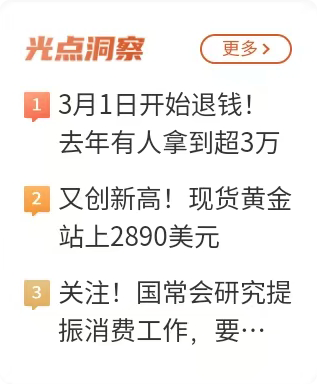 光点洞察
更多
1
3月1日开始退钱！
去年有人拿到超3万
2
又创新高！现货黄金
站上2890美元
3
关注！国常会研究提
振消费工作，要…